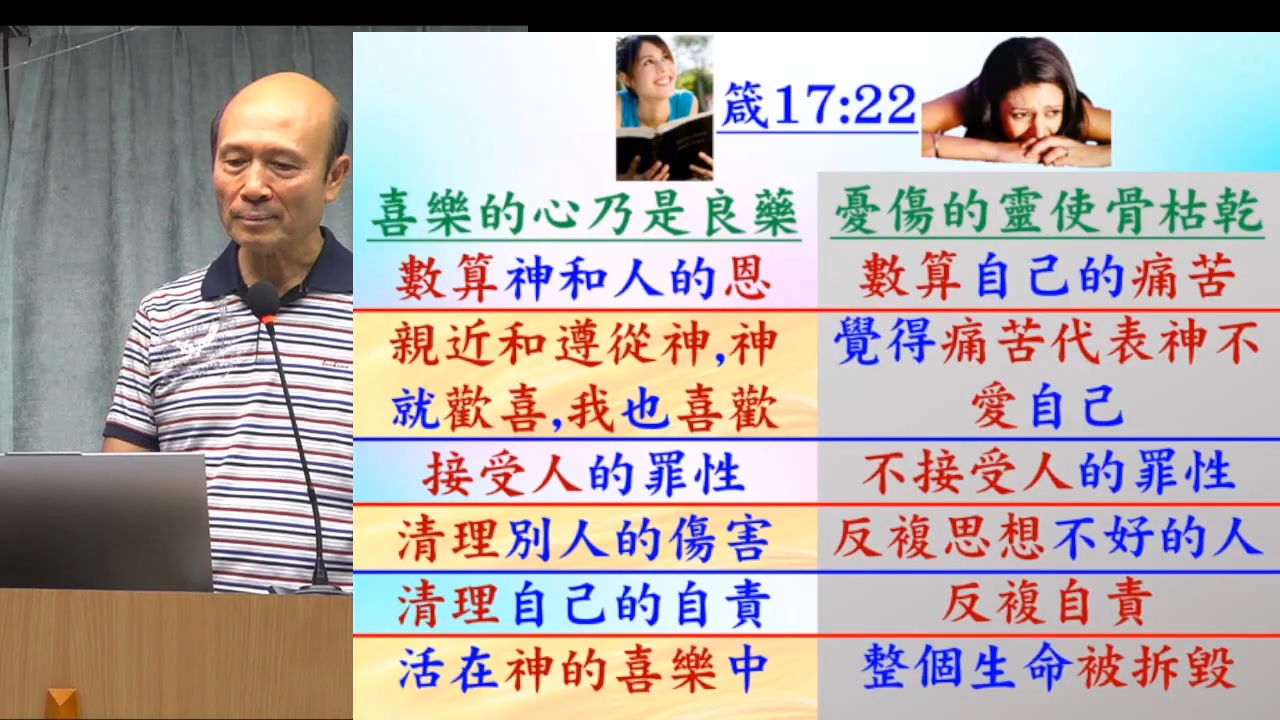 箴17:22
喜樂的心乃是良藥
憂傷的靈使骨枯乾
數算神和人的恩
數算自己的痛苦
親近和遵從神,神
就歡喜,我也喜歡
覺得痛苦代表神不
愛自己
接受人的罪性
不接受人的罪性
清理別人的傷害
反複思想不好的人
清理自己的自責
反複自責
活在神的喜樂中
整個生命被拆毀